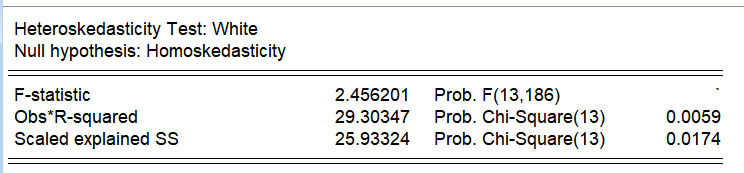 Heteroskedasticity Test: White
Null hypothesis: Homoskedasticity
F-statistic 2.456201 Prob. F(13,186) `
Obs*R-squared 29.30347 Prob. Chi-Square(13) 0.0059
Scaled explained SS 25.93324 Prob. Chi-Square(13) 0.0174